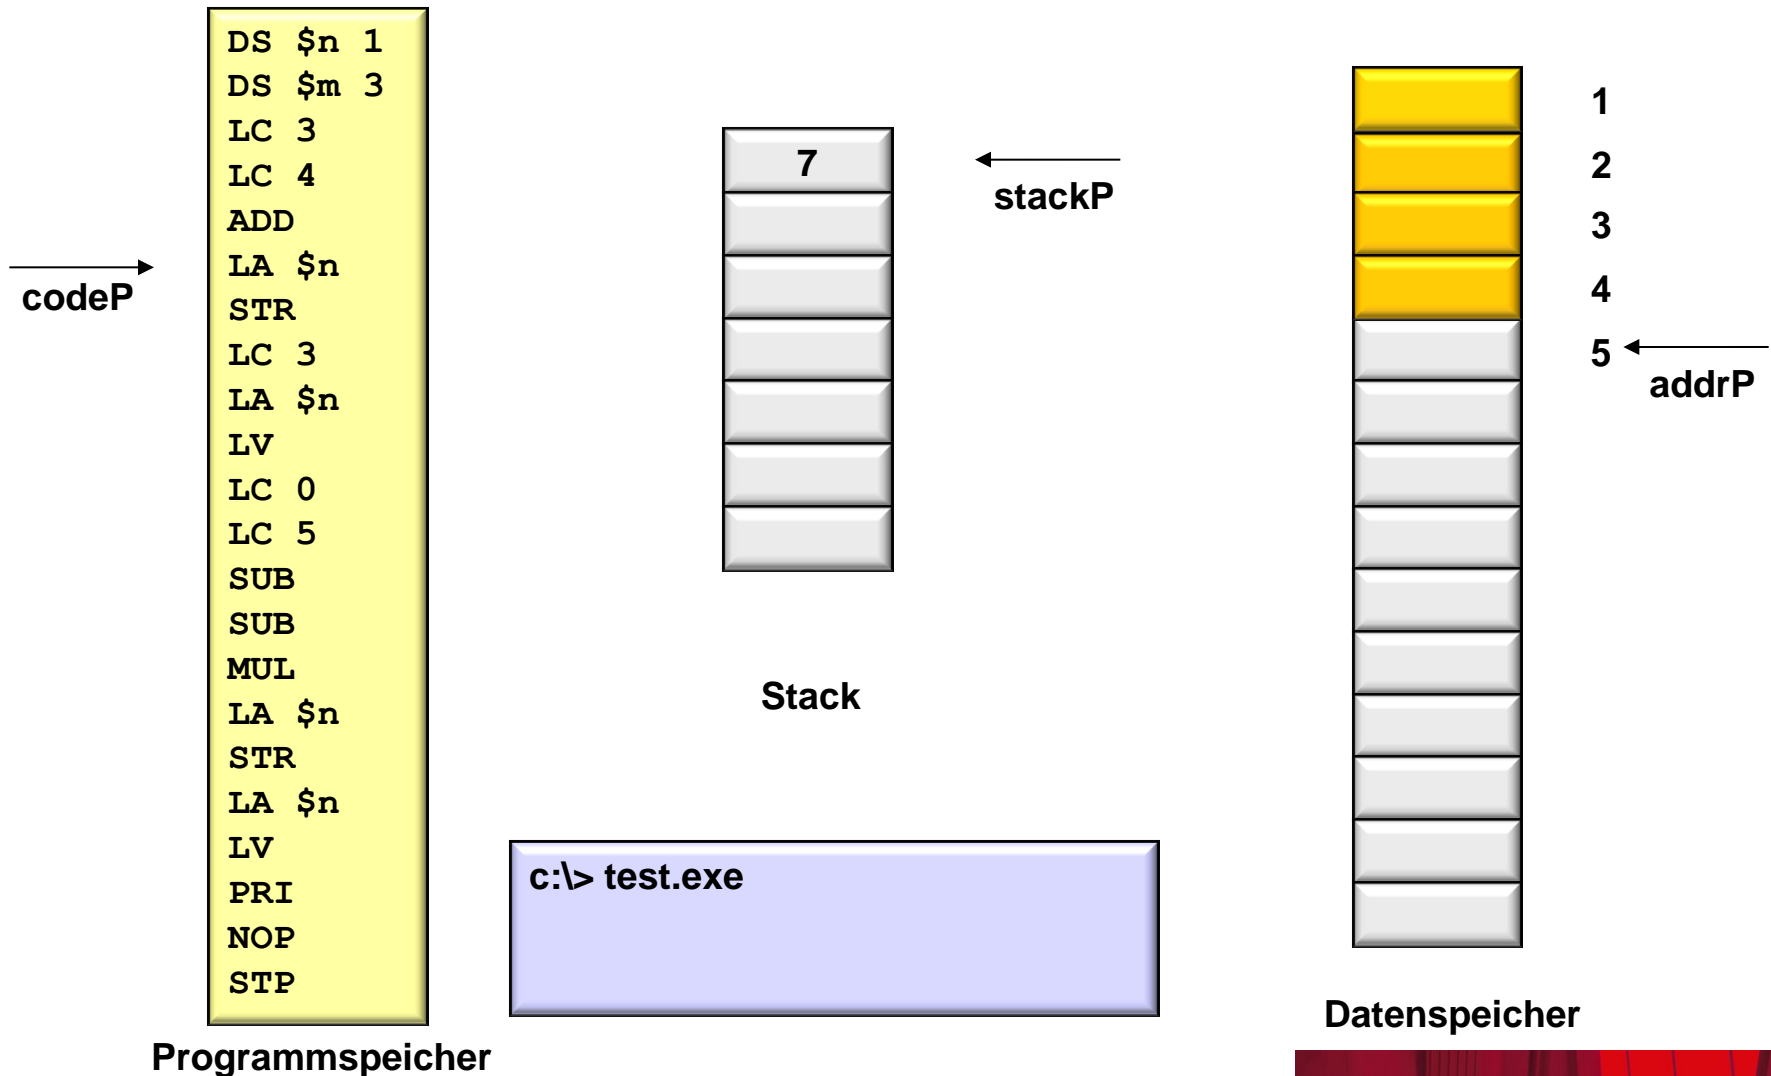 DS $n 1
DS $m 3
LC 3
LC 4
ADD
LA $n
STR
LC 3
LA $n
LV
LC 0
LC 5
SUB
SUB
MUL
LA $n
STR
LA $n
LV
PRI
NOP
STP
codeP
Programmspeicher
7
stackP
Stack
c:\> test.exe
1
2
3
4
5
addrP
Datenspeicher